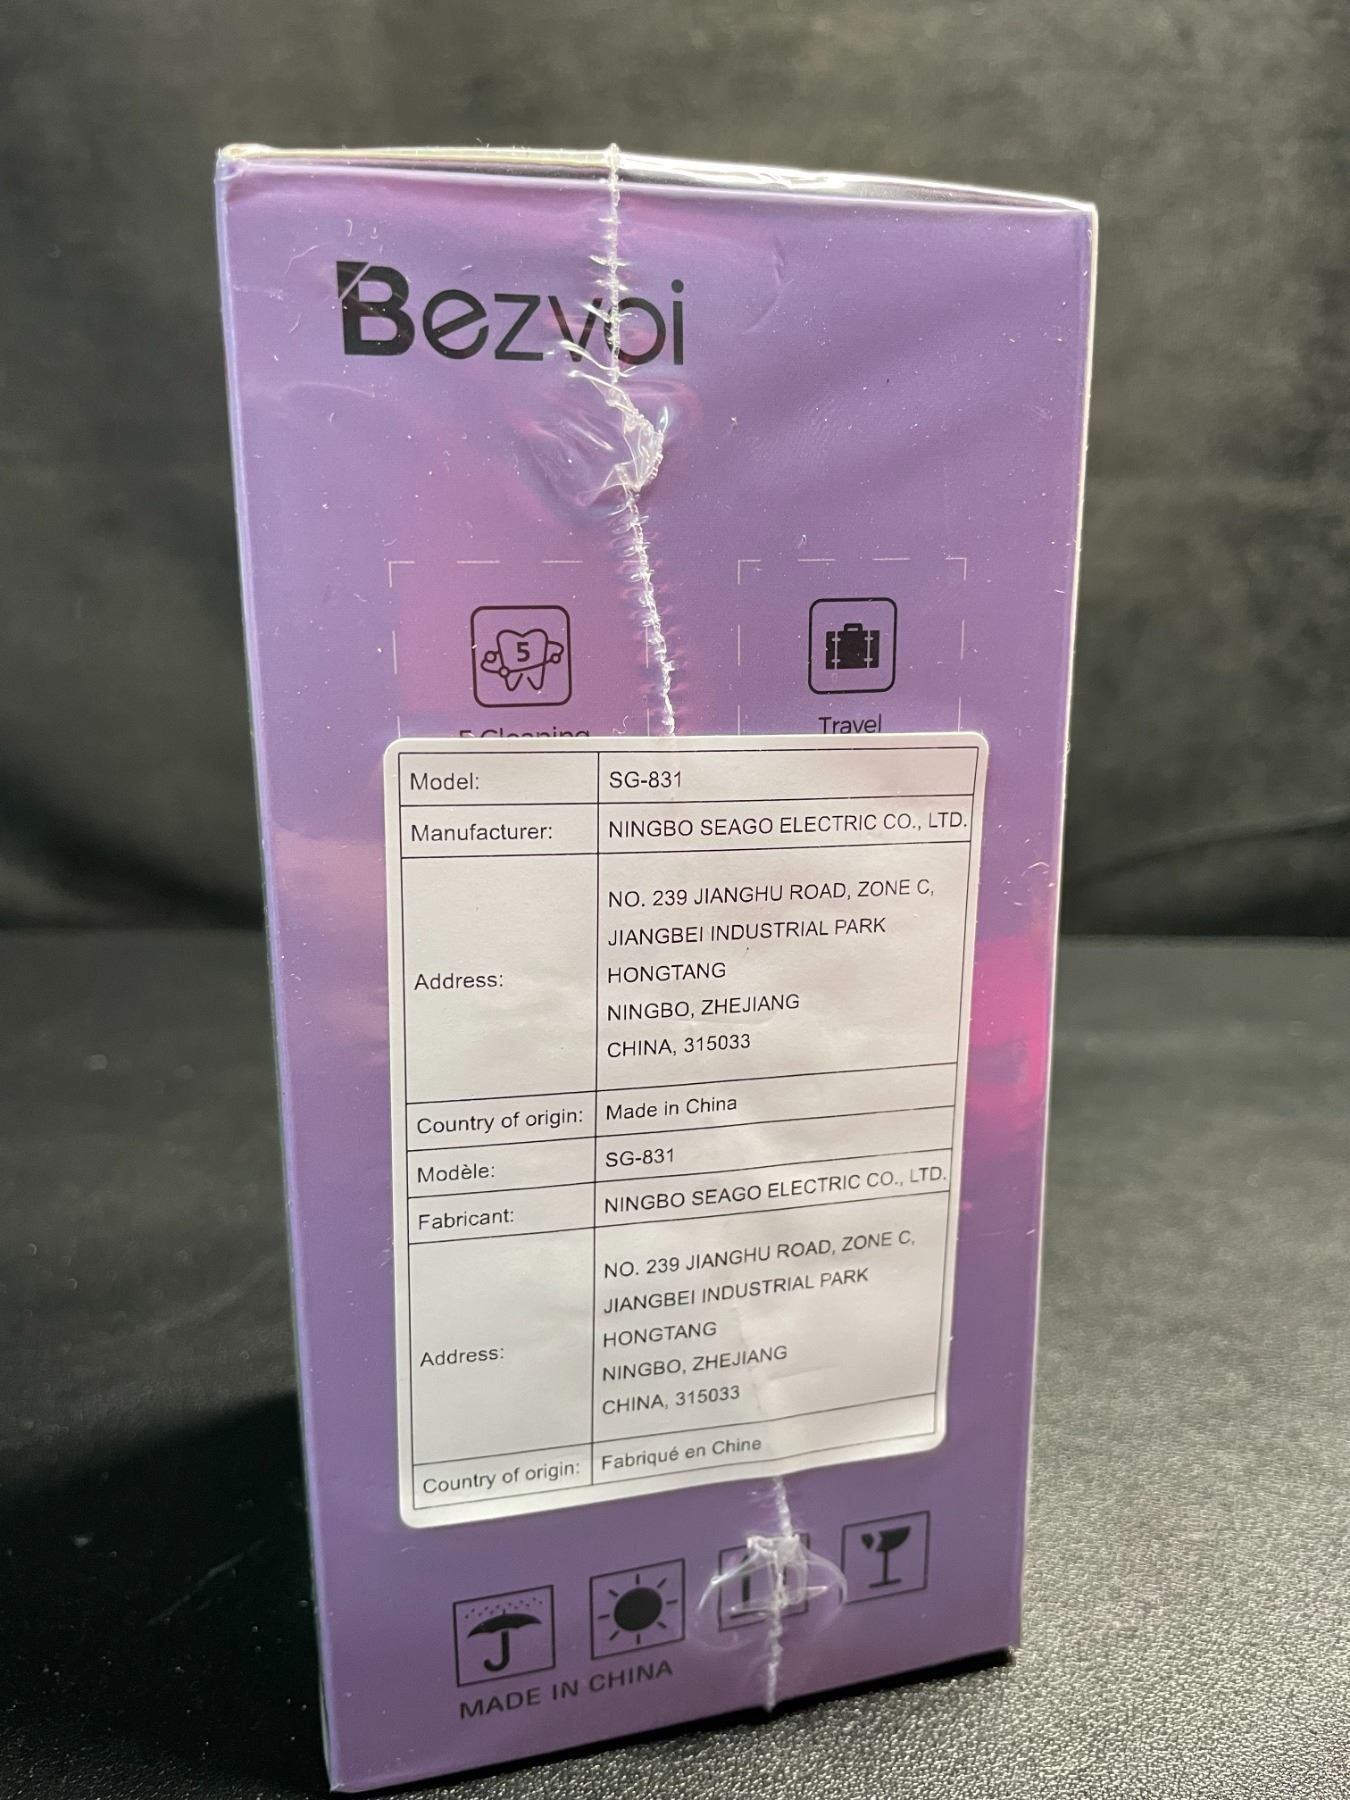 Bezvoi
5
5 Cleaning
Travel
Model: SG-831
Manufacturer: NINGBO SEAGO ELECTRIC CO., LTD.
Address: NO. 239 JIANGHU ROAD, ZONE C,
JIANGBEI INDUSTRIAL PARK
HONGTANG
NINGBO, ZHEJIANG
CHINA, 315033
Country of origin: Made in China
Modèle: SG-831
Fabricant: NINGBO SEAGO ELECTRIC CO., LTD.
Address: NO. 239 JIANGHU ROAD, ZONE C,
JIANGBEI INDUSTRIAL PARK
HONGTANG
NINGBO, ZHEJIANG
CHINA, 315033
Country of origin: Fabriqué en Chine
MADE IN CHINA